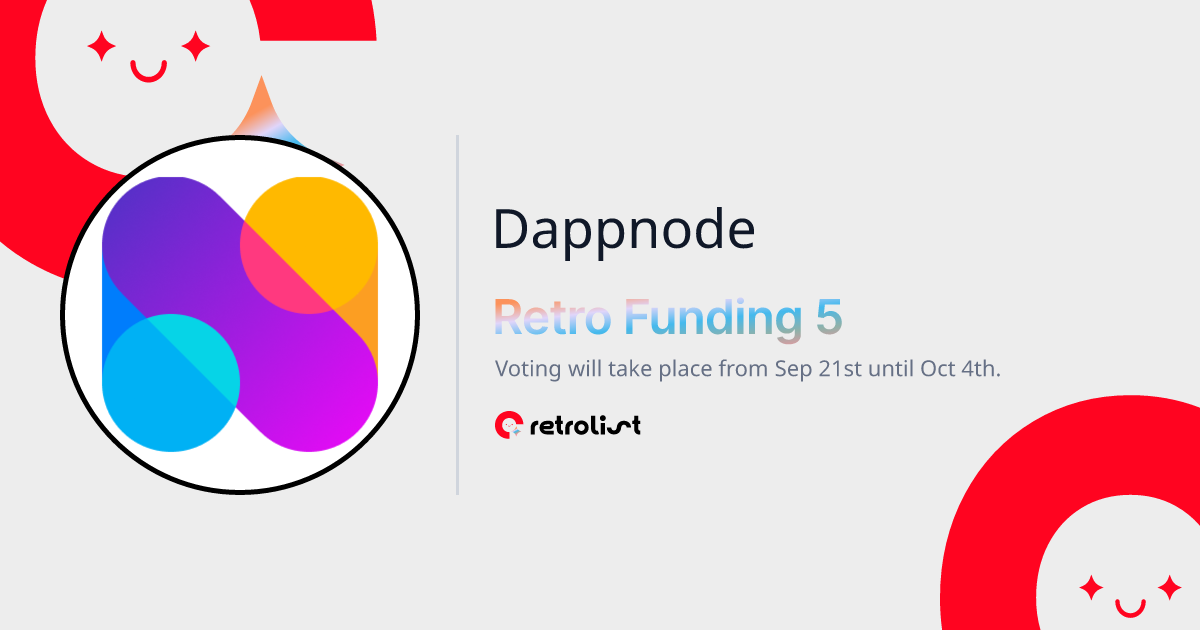 Dappnode
Retro Funding 5
Voting will take place from Sep 21st until Oct 4th.
retrolist